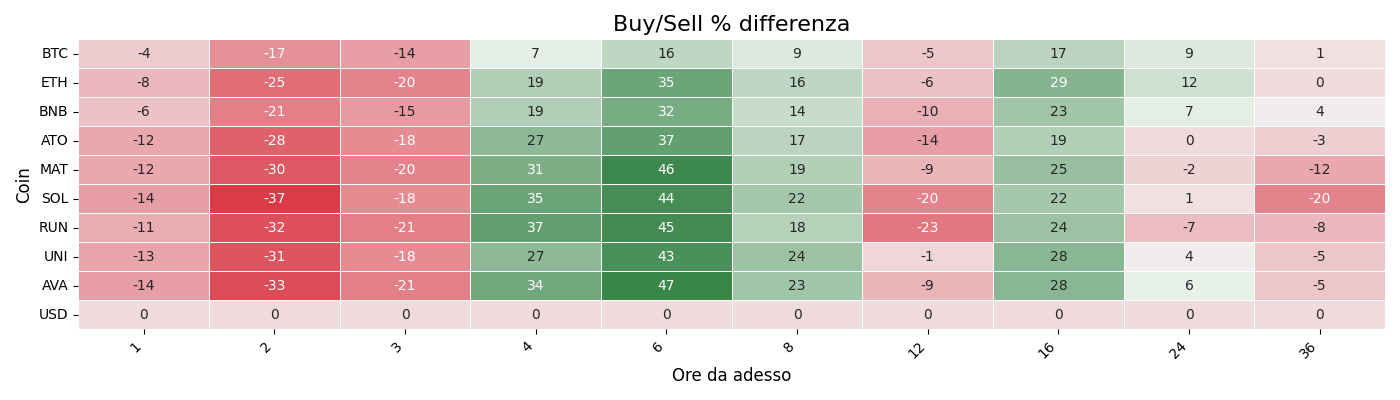 Buy/Sell % differenza
Coin
BTC -4 -17 -14 7 16 9 -5 17 9 1
ETH -8 -25 -20 19 35 16 -6 29 12 0
BNB -6 -21 -15 19 32 14 -10 23 7 4
ATO -12 -28 -18 27 37 17 -14 19 0 -3
MAT -12 -30 -20 31 46 19 -9 25 -2 -12
SOL -14 -37 -18 35 44 22 -20 22 1 -20
RUN -11 -32 -21 37 45 18 -23 24 -7 -8
UNI -13 -31 -18 27 43 24 -1 28 4 -5
AVA -14 -33 -21 34 47 23 -9 28 6 -5
USD 0 0 0 0 0 0 0 0 0 0
1 2 3 4 6 8 12 16 24 36
Ore da adesso